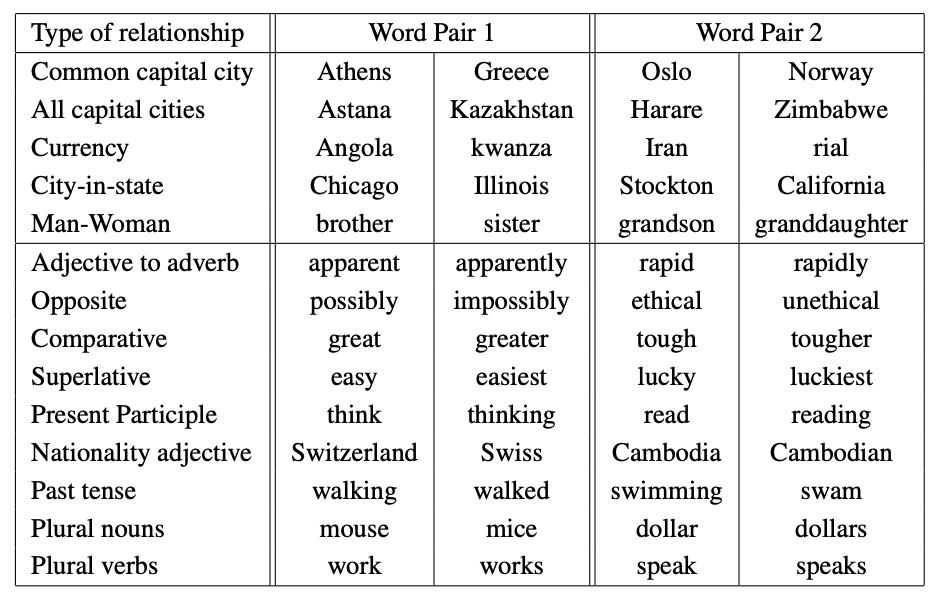 Type of relationship Word Pair 1 Word Pair 2
Common capital city Athens Greece Oslo Norway
All capital cities Astana Kazakhstan Harare Zimbabwe
Currency Angola kwanza Iran rial
City-in-state Chicago Illinois Stockton California
Man-Woman brother sister grandson granddaughter
Adjective to adverb apparent apparently rapid rapidly
Opposite possibly impossibly ethical unethical
Comparative great greater tough tougher
Superlative easy easiest lucky luckiest
Present Participle think thinking read reading
Nationality adjective Switzerland Swiss Cambodia Cambodian
Past tense walking walked swimming swam
Plural nouns mouse mice dollar dollars
Plural verbs work works speak speaks